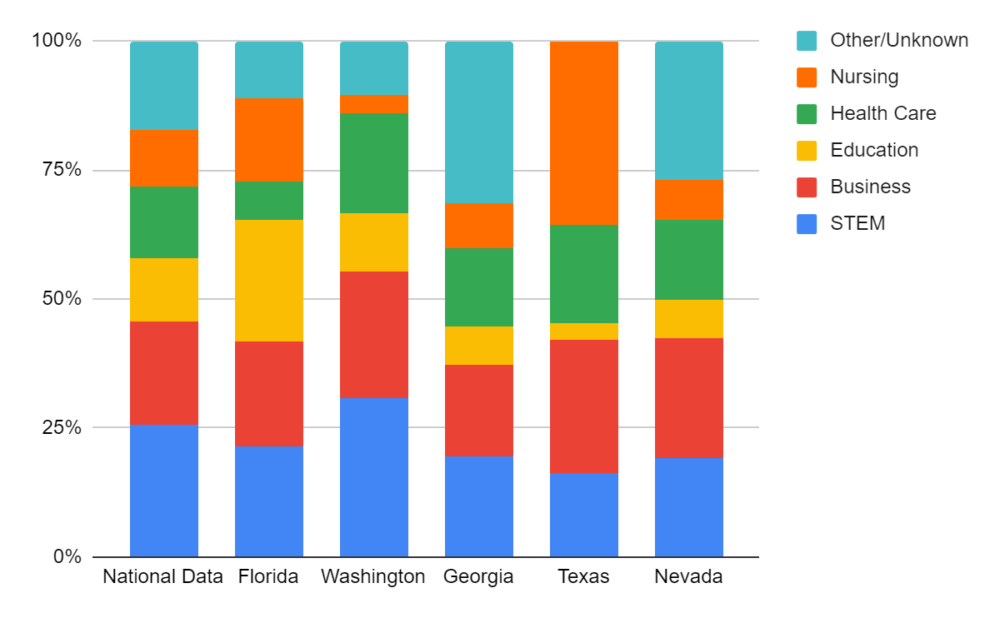 100%
75%
50%
25%
0%
National Data
Florida
Washington
Georgia
Texas
Nevada
Other/Unknown
Nursing
Health Care
Education
Business
STEM